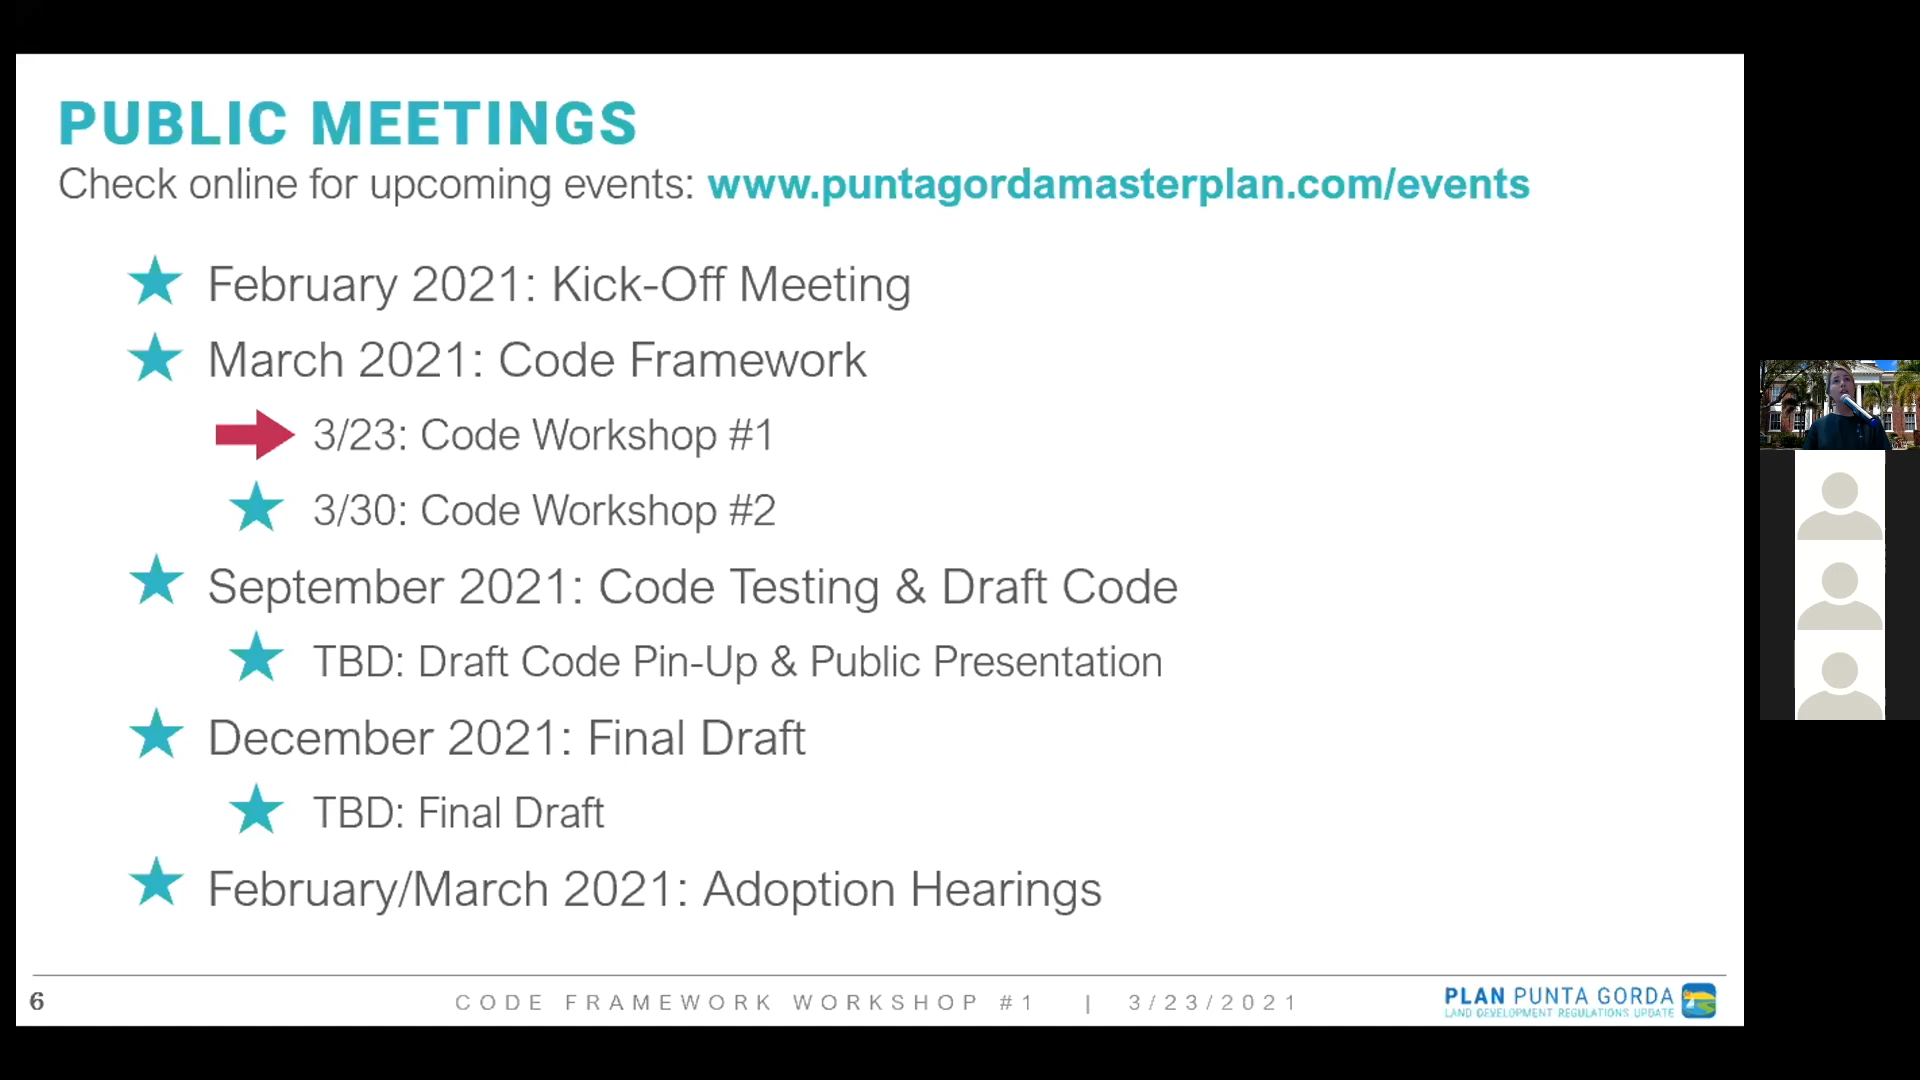 PUBLIC MEETINGS
Check online for upcoming events: www.puntagordamasterplan.com/events
February 2021: Kick-Off Meeting
March 2021: Code Framework
3/23: Code Workshop #1
3/30: Code Workshop #2
September 2021: Code Testing & Draft Code
TBD: Draft Code Pin-Up & Public Presentation
December 2021: Final Draft
TBD: Final Draft
February/March 2021: Adoption Hearings
6
CODE FRAMEWORK WORKSHOP #1 | 3/23/2021
PLAN PUNTA GORDA
LAND DEVELOPMENT REGULATIONS UPDATE